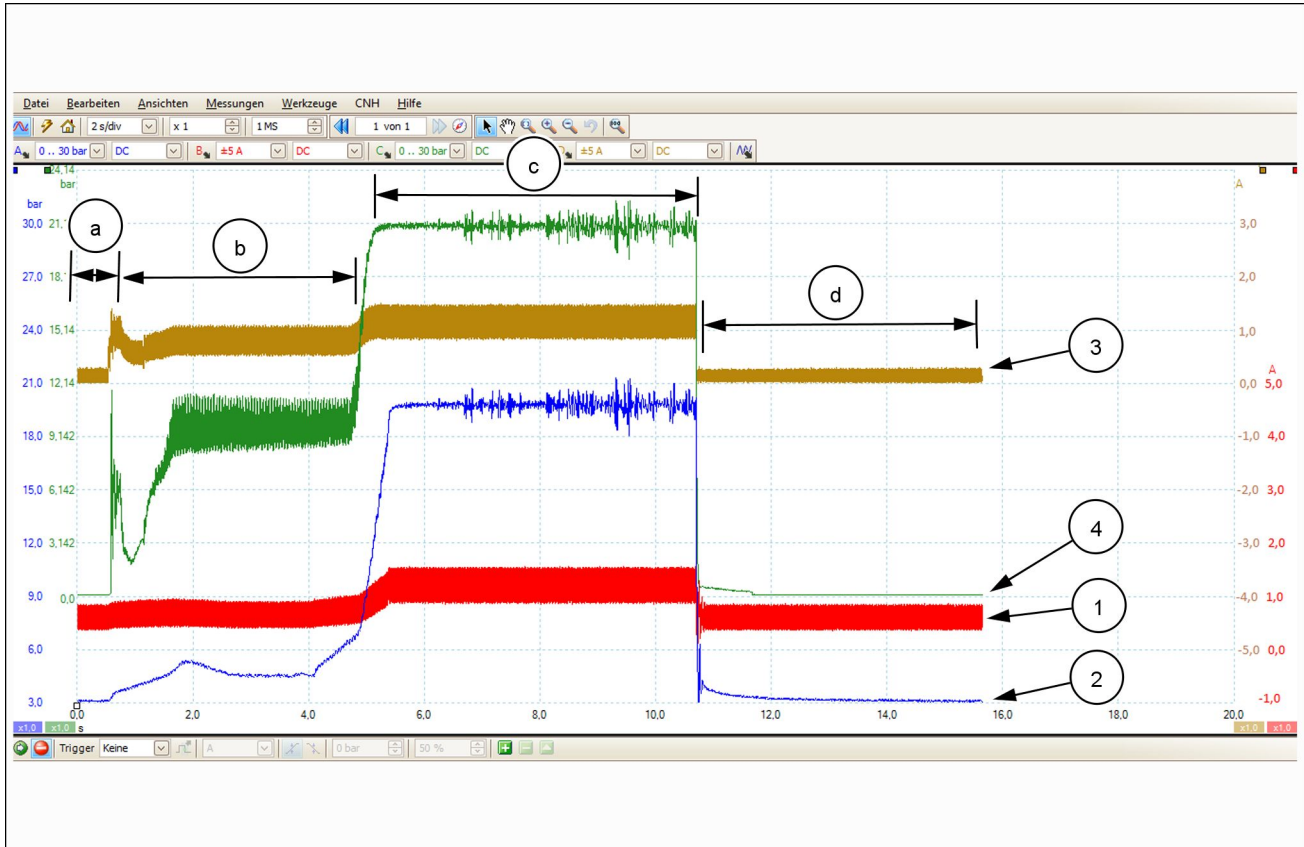 Datei Bearbeiten Ansichten Messungen Werkzeuge CNH Hilfe
2 s/div x 1 1 MS 1 von 1
A 0 .. 30 bar DC B ±5 A DC C 0 .. 30 bar DC ±5 A DC
c
24,14
bar A
bar
30,0 21, 3,0
a
b
27,0 18, 2,0
d
24,0 15,14 1,0
3
A
21,0 12,14 0,0 5,0
18,0 9,142 -1,0 4,0
15,0 6,142 -2,0 3,0
4
12,0 3,142 -3,0 2,0
9,0 0,0 -4,0 1,0
1
6,0 -5,0 0,0
2
3,0 -1,0
0,0 2,0 4,0 6,0 8,0 10,0 12,0 14,0 16,0 18,0 20,0
x1,0 x1,0 s x1,0 x1,0
Trigger Keine A 0 bar 50 %